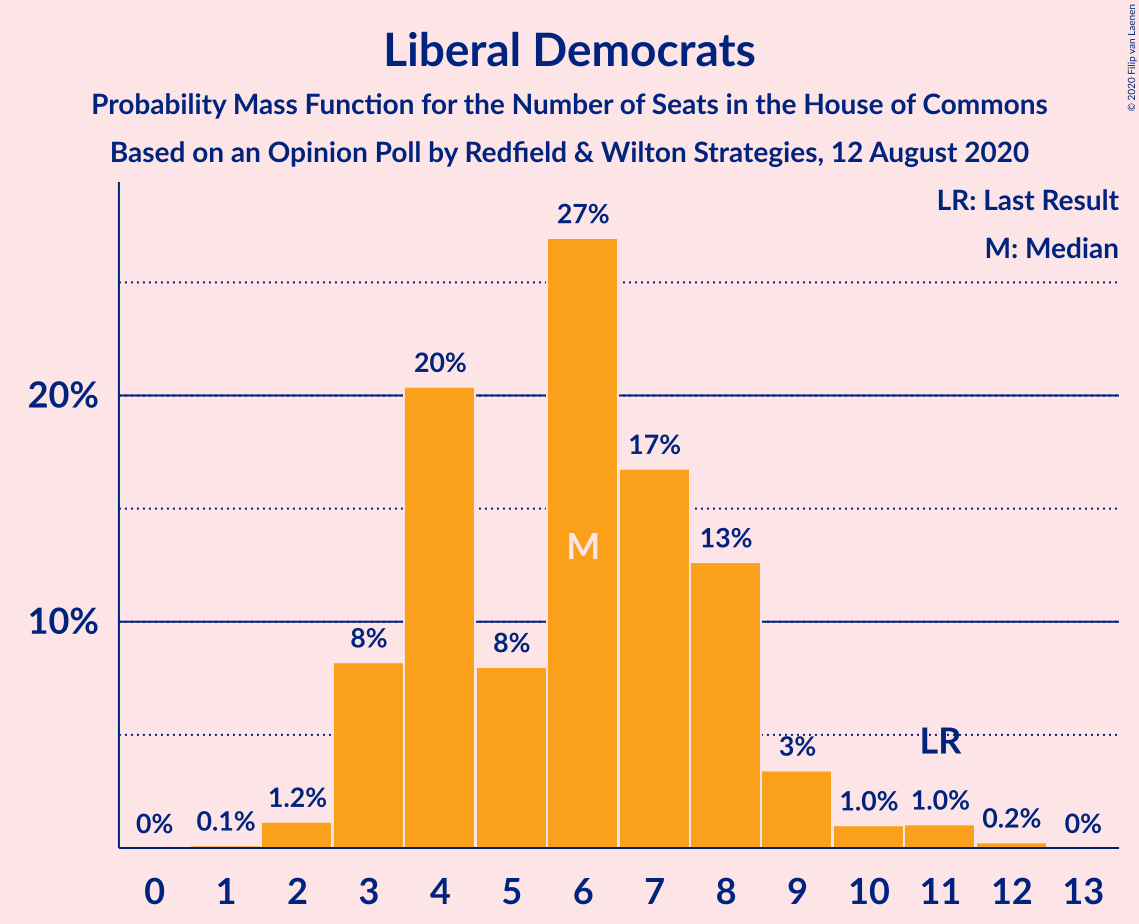 Liberal Democrats
Probability Mass Function for the Number of Seats in the House of Commons
Based on an Opinion Poll by Redfield & Wilton Strategies, 12 August 2020
© 2020 Filip van Laenen
LR: Last Result
M: Median
27%
20%
20%
17%
13%
M
10%
8%
8%
3%
LR
1.2%
1.0%
1.0%
0%
0.1%
0.2%
0%
0 1 2 3 4 5 6 7 8 9 10 11 12 13